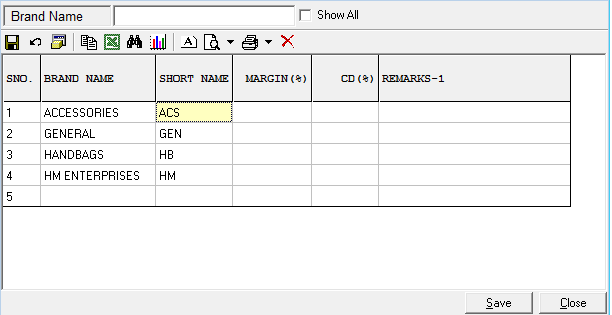 Brand Name Show All
SNO. BRAND NAME SHORT NAME MARGIN(%) CD(%) REMARKS-1
1 ACCESSORIES ACS
2 GENERAL GEN
3 HANDBAGS HB
4 HM ENTERPRISES HM
5
Save Close